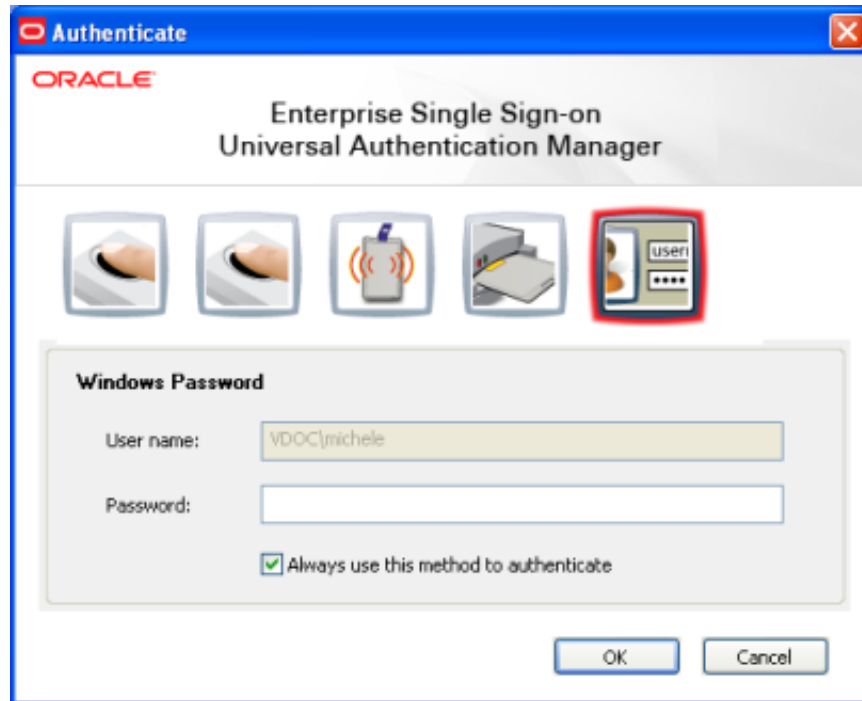 Authenticate
ORACLE
Enterprise Single Sign-on
Universal Authentication Manager
user
••••
Windows Password
User name: VDOC\michele
Password:
Always use this method to authenticate
OK Cancel